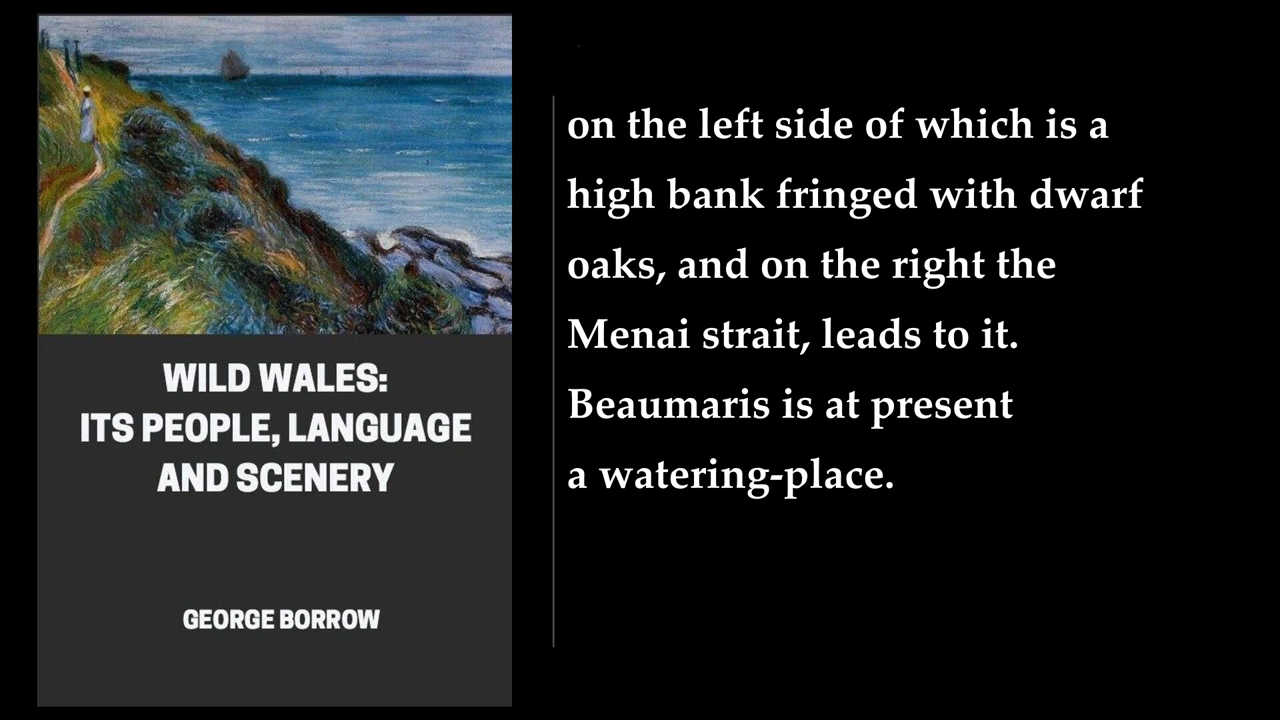 WILD WALES:
ITS PEOPLE, LANGUAGE
AND SCENERY
GEORGE BORROW
on the left side of which is a
high bank fringed with dwarf
oaks, and on the right the
Menai strait, leads to it.
Beaumaris is at present
a watering-place.